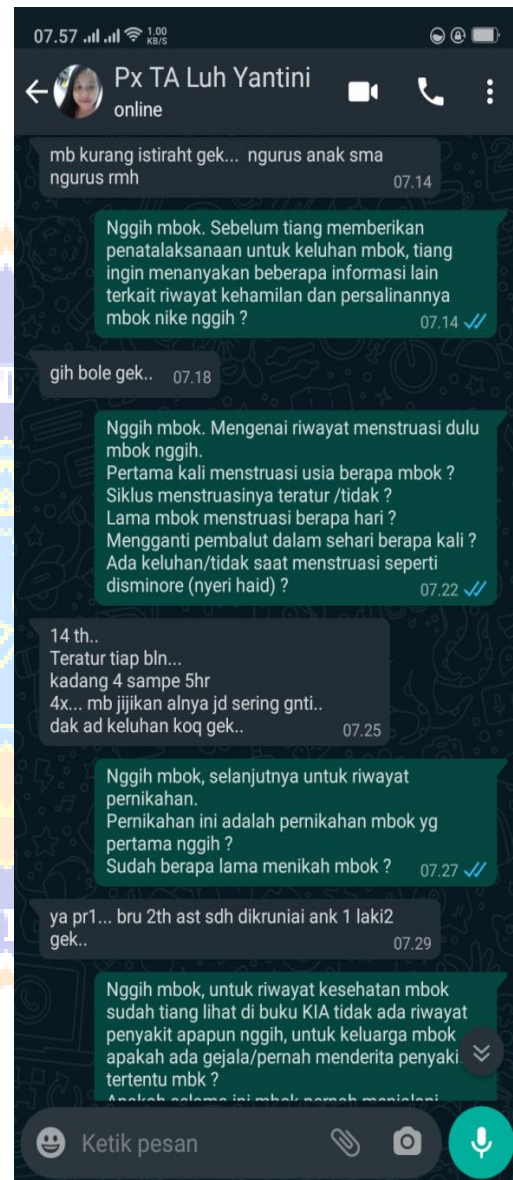 07.57
1.00
KB/S
Px TA Luh Yantini
online
mb kurang istiraht gek... ngurus anak sma
ngurus rmh
07.14
Nggih mbok. Sebelum tiang memberikan
penatalaksanaan untuk keluhan mbok, tiang
ingin menanyakan beberapa informasi lain
terkait riwayat kehamilan dan persalinannya
mbok nike nggih ?
07.14
gih bole gek..
07.18
Nggih mbok. Mengenai riwayat menstruasi dulu
mbok nggih.
Pertama kali menstruasi usia berapa mbok ?
Siklus menstruasinya teratur /tidak ?
Lama mbok menstruasi berapa hari ?
Mengganti pembalut dalam sehari berapa kali ?
Ada keluhan/tidak saat menstruasi seperti
disminore (nyeri haid) ?
07.22
14 th..
Teratur tiap bln...
kadang 4 sampe 5hr
4x... mb jijikan alnya jd sering gnti..
dak ad keluhan koq gek..
07.25
Nggih mbok, selanjutnya untuk riwayat
pernikahan.
Pernikahan ini adalah pernikahan mbok yg
pertama nggih ?
Sudah berapa lama menikah mbok ?
07.27
ya pr1... bru 2th ast sdh dikruniai ank 1 laki2
gek..
07.29
Nggih mbok, untuk riwayat kesehatan mbok
sudah tiang lihat di buku KIA tidak ada riwayat
penyakit apapun nggih, untuk keluarga mbok
apakah ada gejala/pernah menderita penyaki
tertentu mbk ?
Ketik pesan